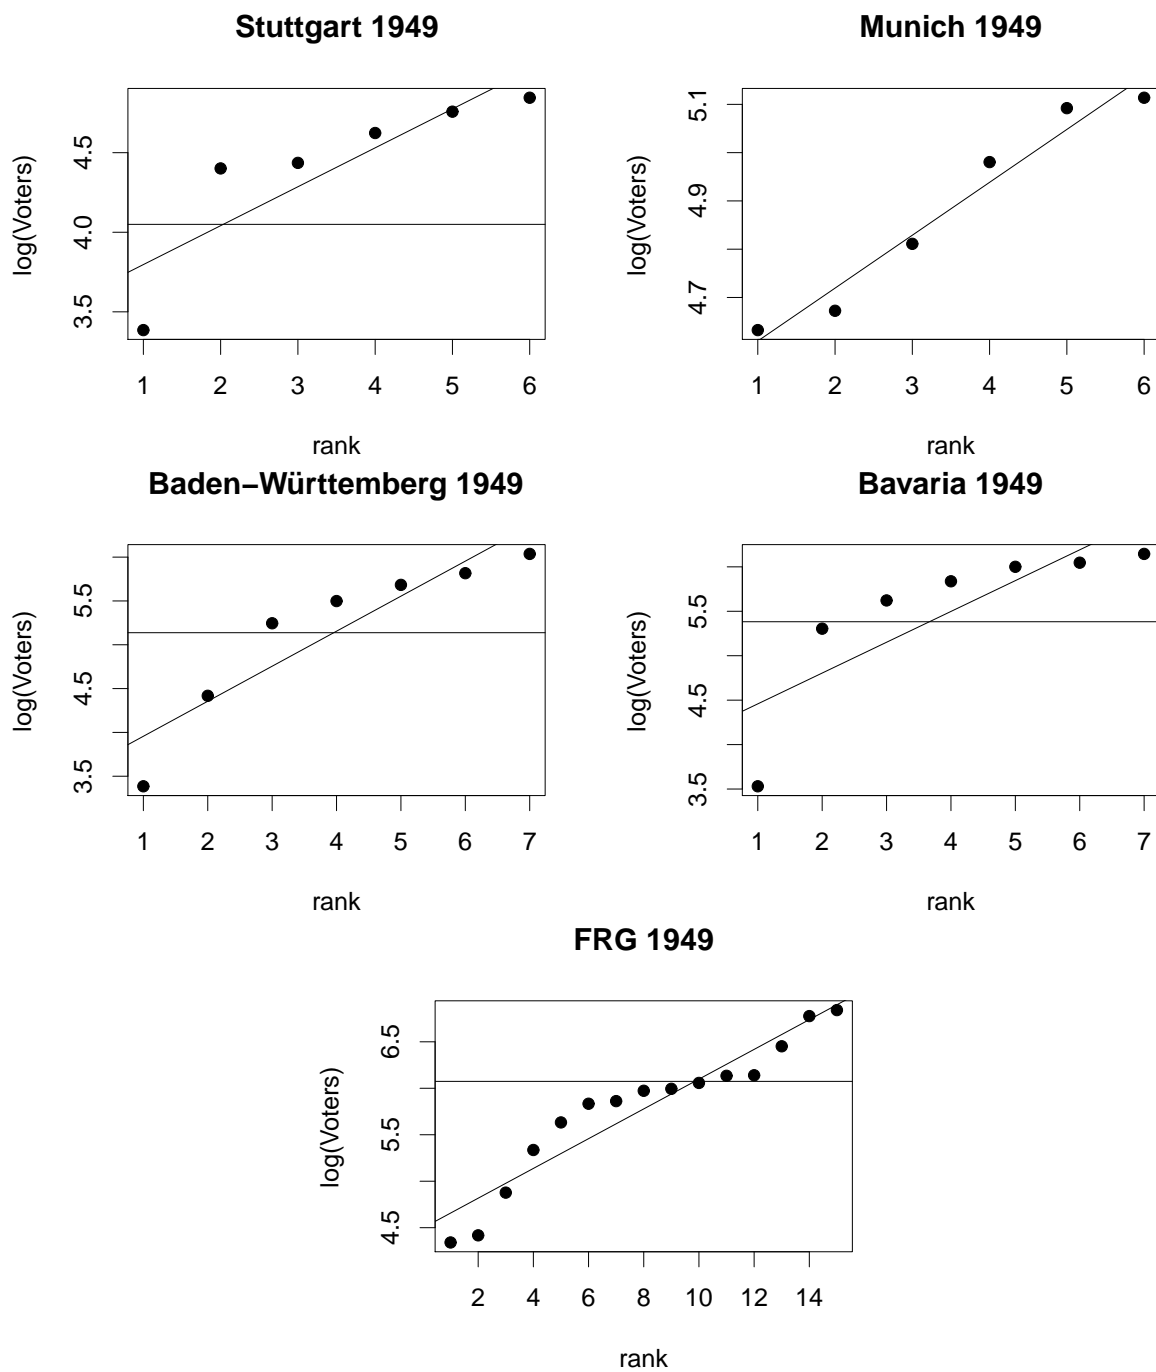 Stuttgart 1949
log(Voters)
4.5
4.0
3.5
1 2 3 4 5 6
rank
Munich 1949
log(Voters)
5.1
4.9
4.7
1 2 3 4 5 6
rank
Baden−Württemberg 1949
log(Voters)
5.5
4.5
3.5
1 2 3 4 5 6 7
rank
Bavaria 1949
log(Voters)
5.5
4.5
3.5
1 2 3 4 5 6 7
rank
FRG 1949
log(Voters)
6.5
5.5
4.5
2 4 6 8 10 12 14
rank